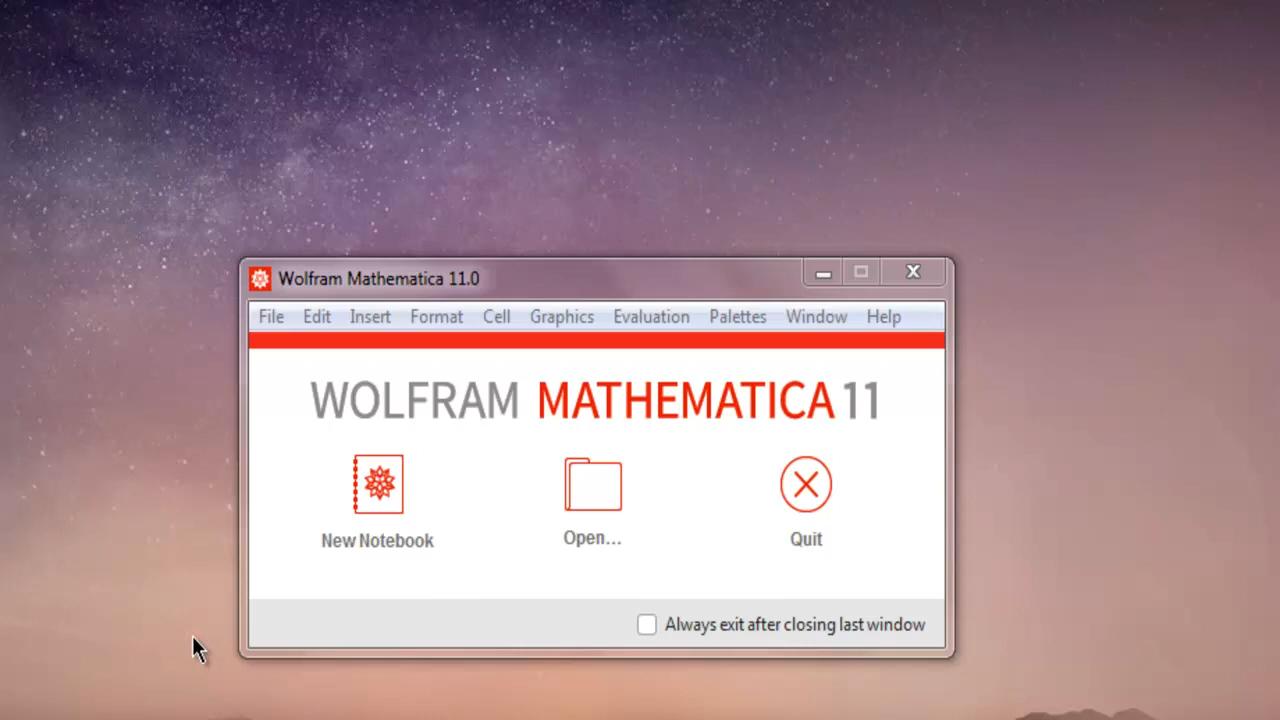 Wolfram Mathematica 11.0
File Edit Insert Format Cell Graphics Evaluation Palettes Window Help
WOLFRAM MATHEMATICA 11
New Notebook Open... Quit
Always exit after closing last window